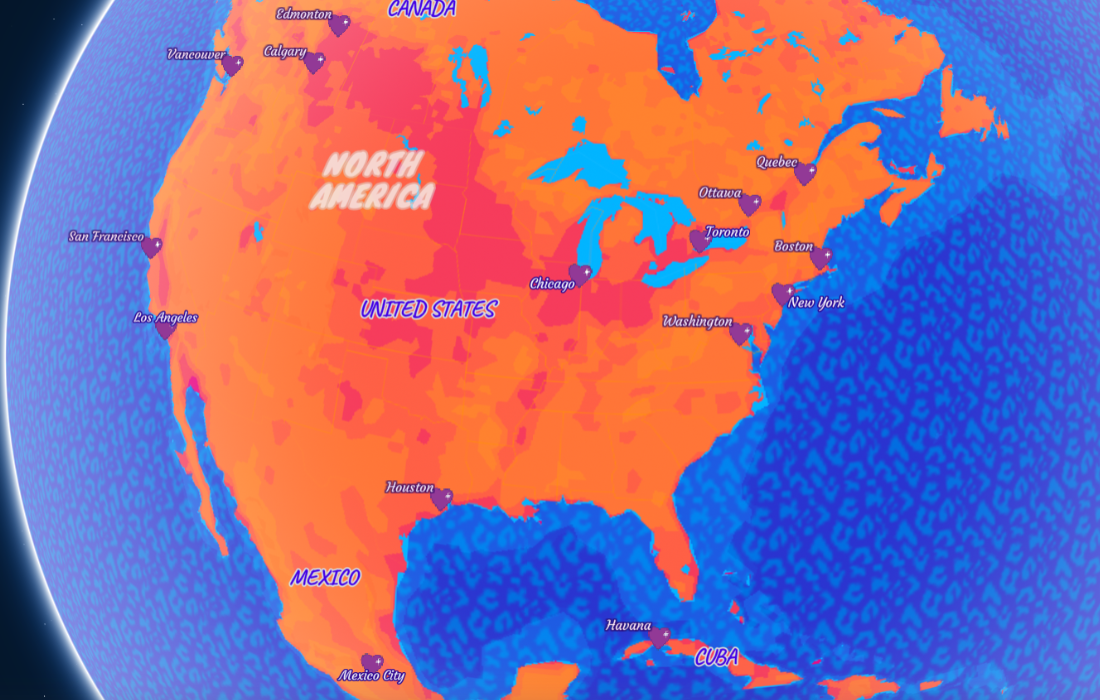 CANADA
Edmonton
Vancouver
Calgary
NORTH
AMERICA
Quebec
Ottawa
Toronto
San Francisco
Boston
Chicago
New York
UNITED STATES
Los Angeles
Washington
Houston
MEXICO
Havana
CUBA
Mexico City